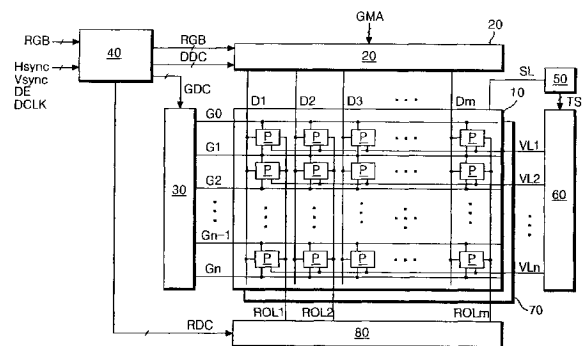 GMA
RGB
40
RGB
DDC
20
20
Hsync
Vsync
DE
DCLK
GDC
SL
50
TS
D1 D2 D3 ... Dm
10
G0
P P P ... P
VL1
G1
P P P ... P
VL2
G2
30
60
Gn-1
P P P ... P
Gn
VLn
70
ROL1 ROL2 ROLm
RDC
80